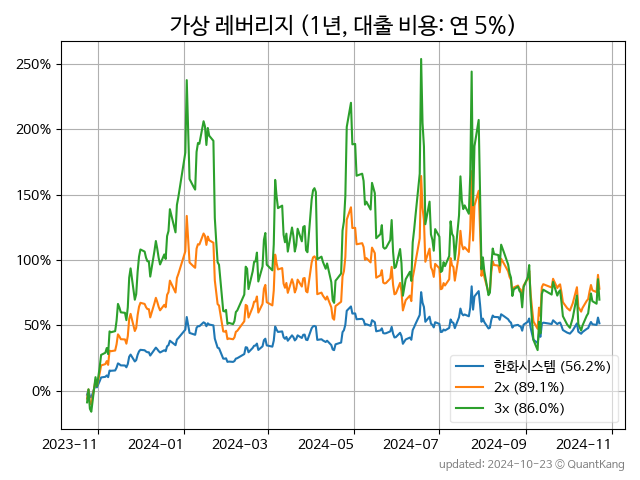 가상 레버리지 (1년, 대출 비용: 연 5%)
250%
200%
150%
100%
50%
0%
한화시스템 (56.2%)
2x (89.1%)
3x (86.0%)
2023-11 2024-01 2024-03 2024-05 2024-07 2024-09 2024-11
updated: 2024-10-23 © QuantKang